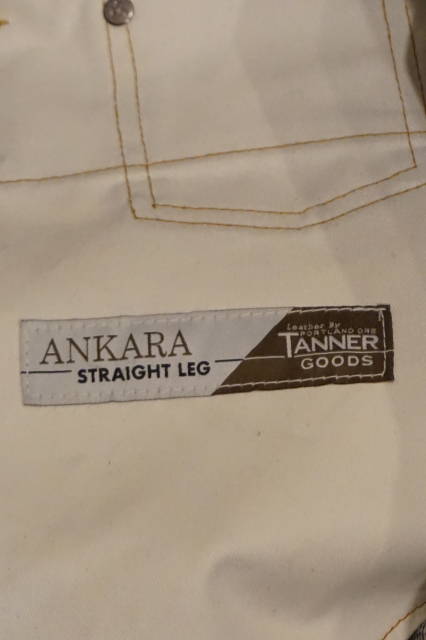 ANKARA
STRAIGHT LEG
Leather By
PORTLAND ORE
TANNER
GOODS